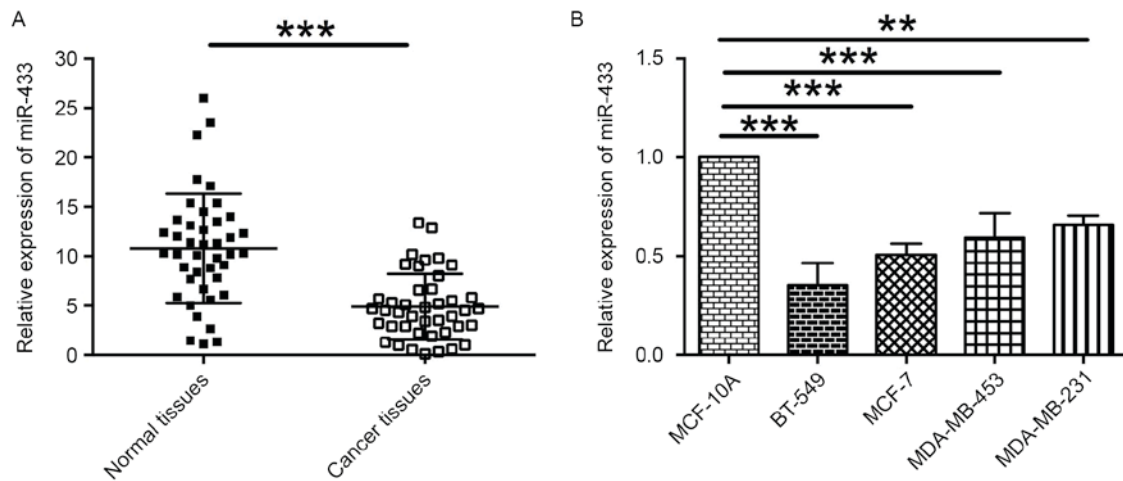 A
Relative expression of miR-433
***
30
25
20
15
10
5
0
Normal tissues
Cancer tissues
B
Relative expression of miR-433
**
***
***
***
1.5
1.0
0.5
0.0
MCF-10A
BT-549
MCF-7
MDA-MB-453
MDA-MB-231